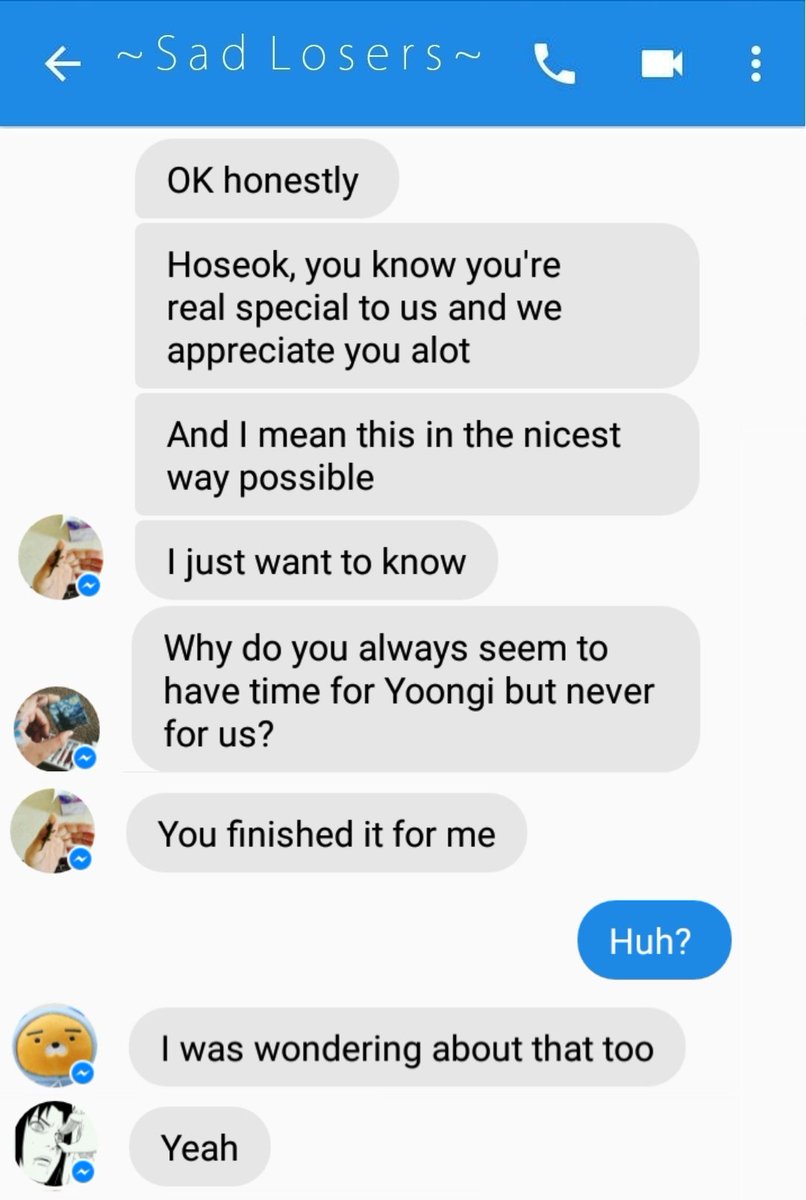 ~Sad Losers~
OK honestly
Hoseok, you know you're
real special to us and we
appreciate you alot
And I mean this in the nicest
way possible
I just want to know
Why do you always seem to
have time for Yoongi but never
for us?
You finished it for me
Huh?
I was wondering about that too
Yeah